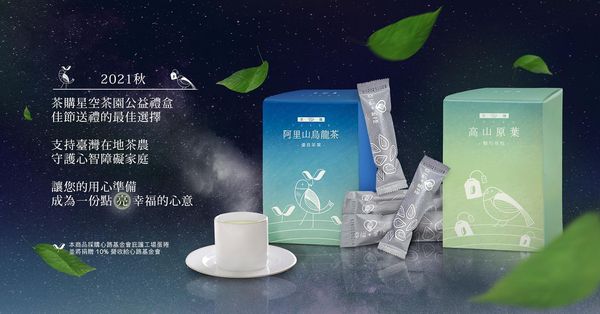 2021秋
茶購星空茶園公益禮盒
佳節送禮的最佳選擇
支持臺灣在地茶農
守護心智障礙家庭
讓您的用心準備
成為一份點亮幸福的心意
本商品採購心路基金會庇護工場蛋捲
並將捐贈 10% 營收給心路基金會
阿里山烏龍茶
高山原葉